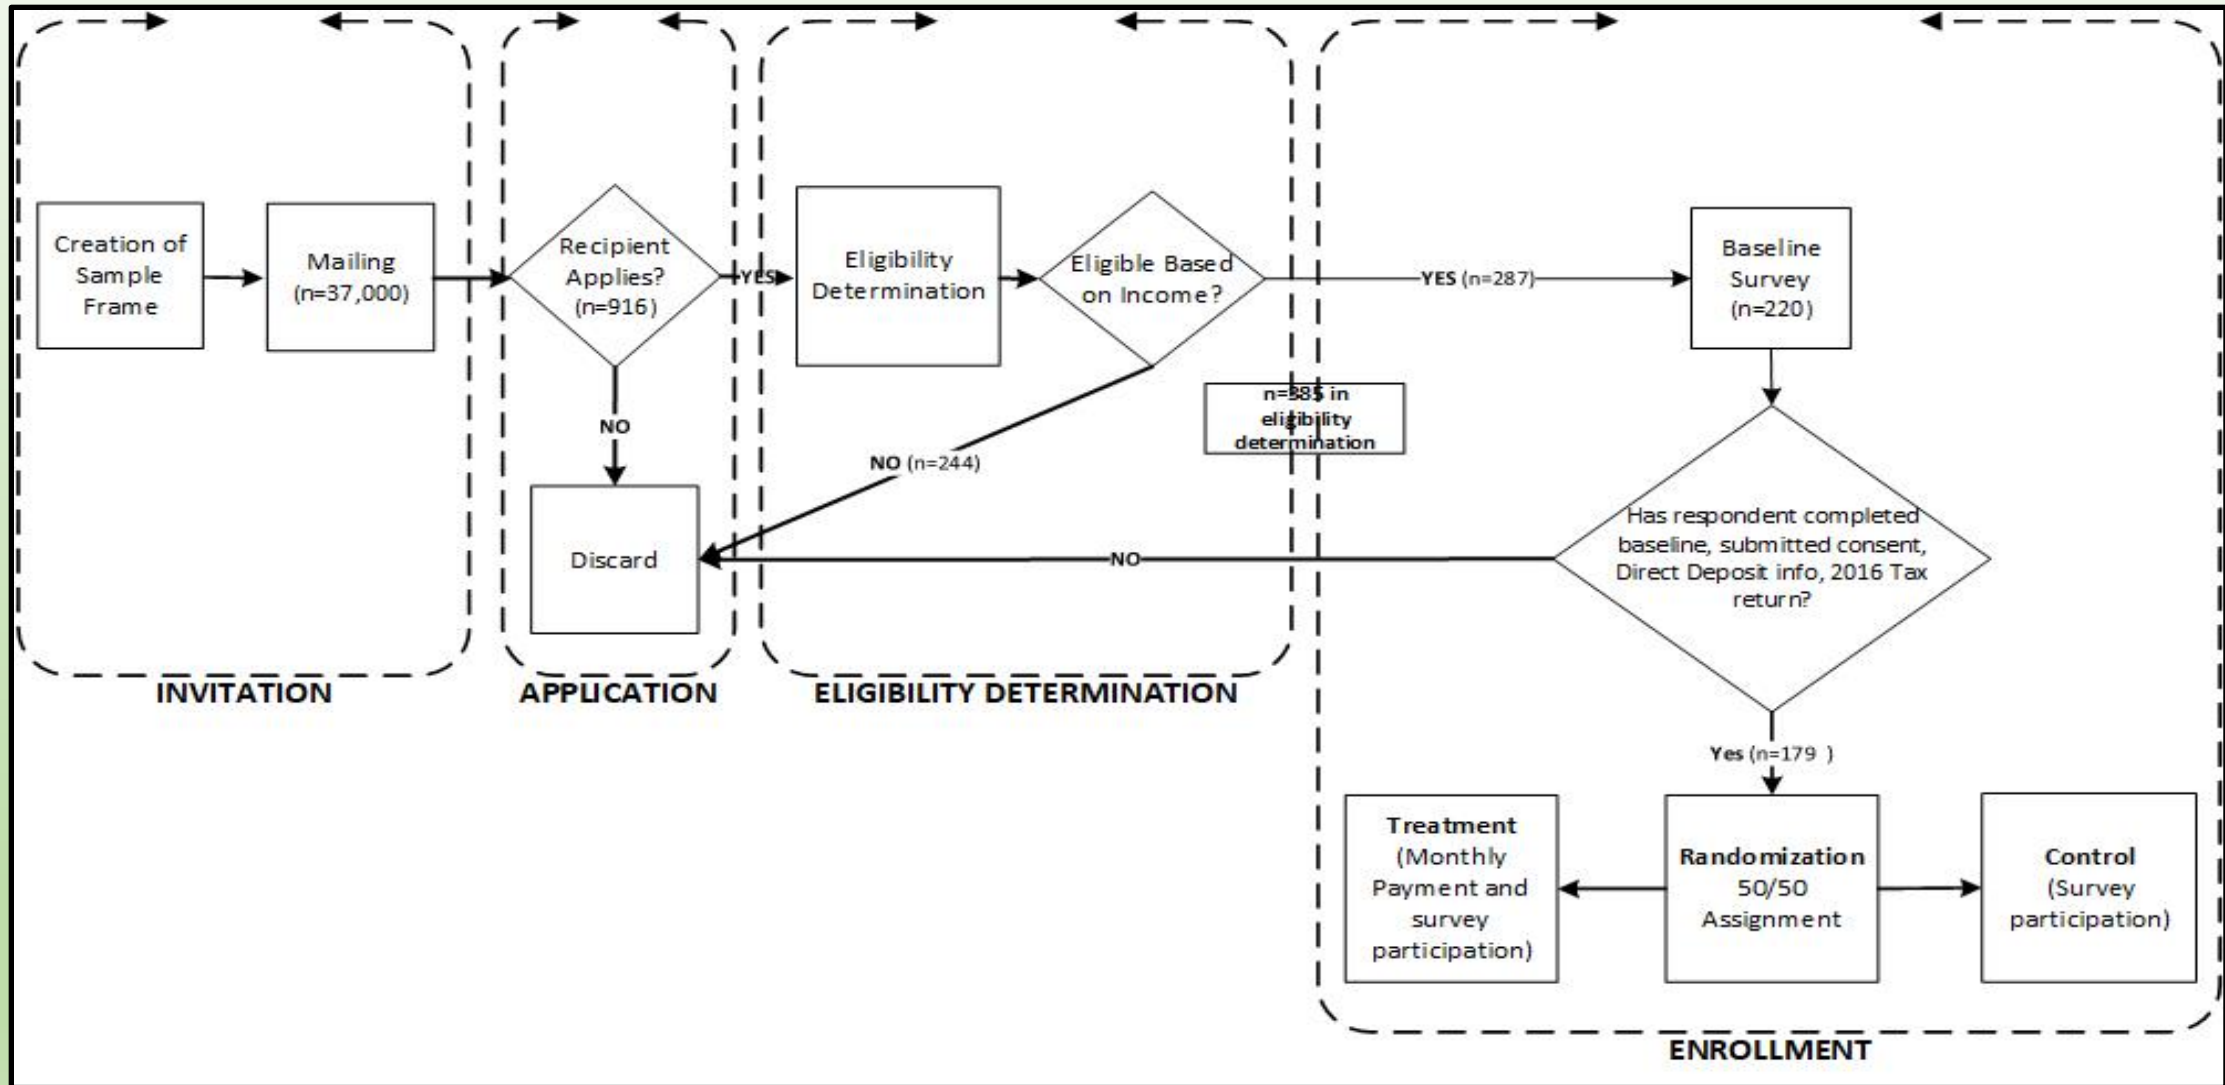 Creation of
Sample
Frame
Mailing
(n=37,000)
Recipient
Applies?
(n=916)
YES
NO
Discard
Eligibility
Determination
Eligible Based
on Income?
YES (n=287)
NO (n=244)
n=385 in
eligibility
determination
Baseline
Survey
(n=220)
Has respondent completed
baseline, submitted consent,
Direct Deposit info, 2016 Tax
return?
NO
Yes (n=179 )
Treatment
(Monthly
Payment and
survey
participation)
Randomization
50/50
Assignment
Control
(Survey
participation)
INVITATION
APPLICATION
ELIGIBILITY DETERMINATION
ENROLLMENT